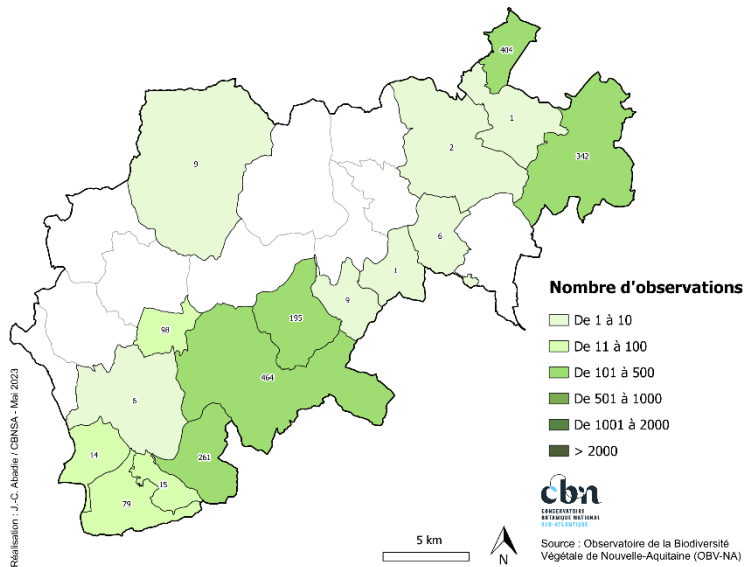 404
1
9
2
342
6
1
9
195
98
464
6
14
261
15
79
Nombre d'observations
De 1 à 10
De 11 à 100
De 101 à 500
De 501 à 1000
De 1001 à 2000
> 2000
cbn
CONSERVATOIRE
BOTANIQUE NATIONAL
SUD-ATLANTIQUE
5 km
N
Source : Observatoire de la Biodiversité
Végétale de Nouvelle-Aquitaine (OBV-NA)
Réalisation : J.-C. Abadie / CBNSA - Mai 2023